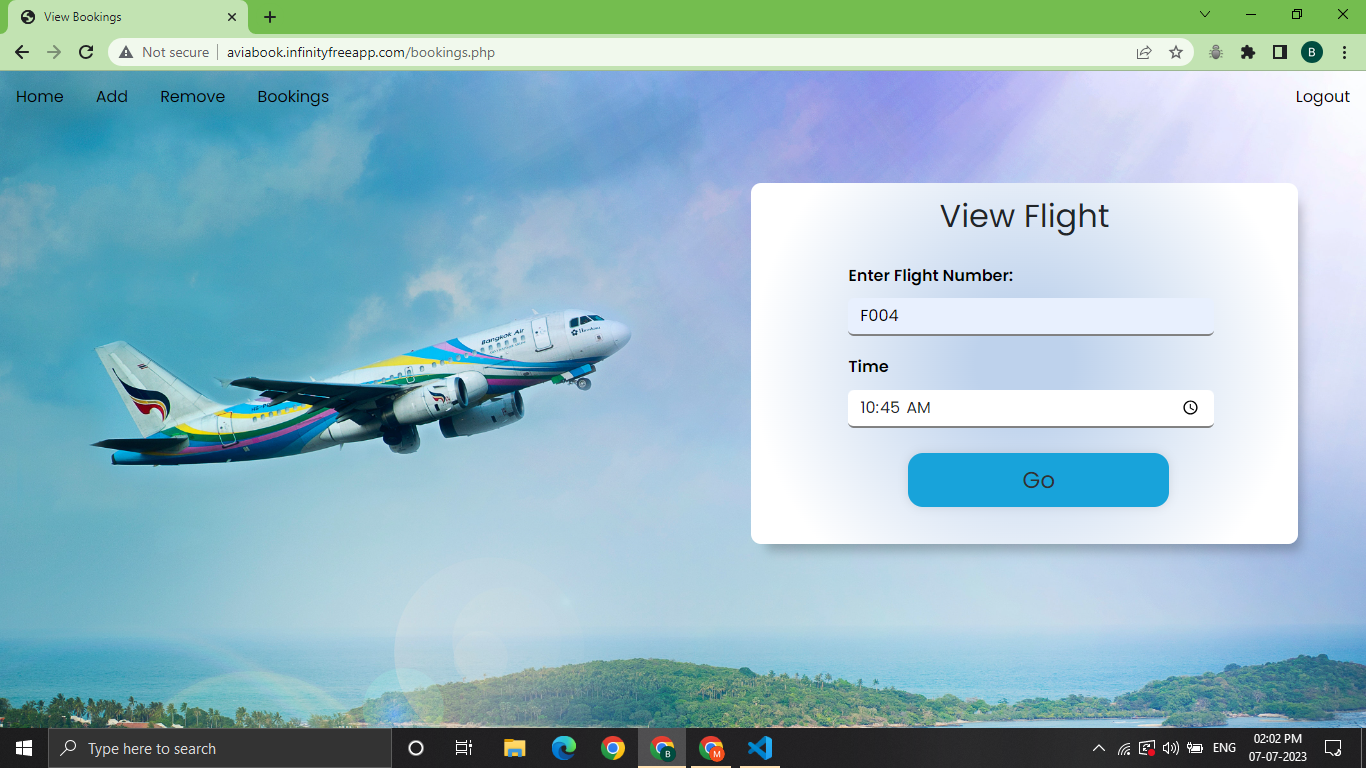 View Bookings
Not secure
aviabook.infinityfreeapp.com/bookings.php
B
Home
Add
Remove
Bookings
Logout
View Flight
Enter Flight Number:
F004
Time
10:45 AM
Go
Bangkok Air
Type here to search
B
M
ENG
02:02 PM
07-07-2023